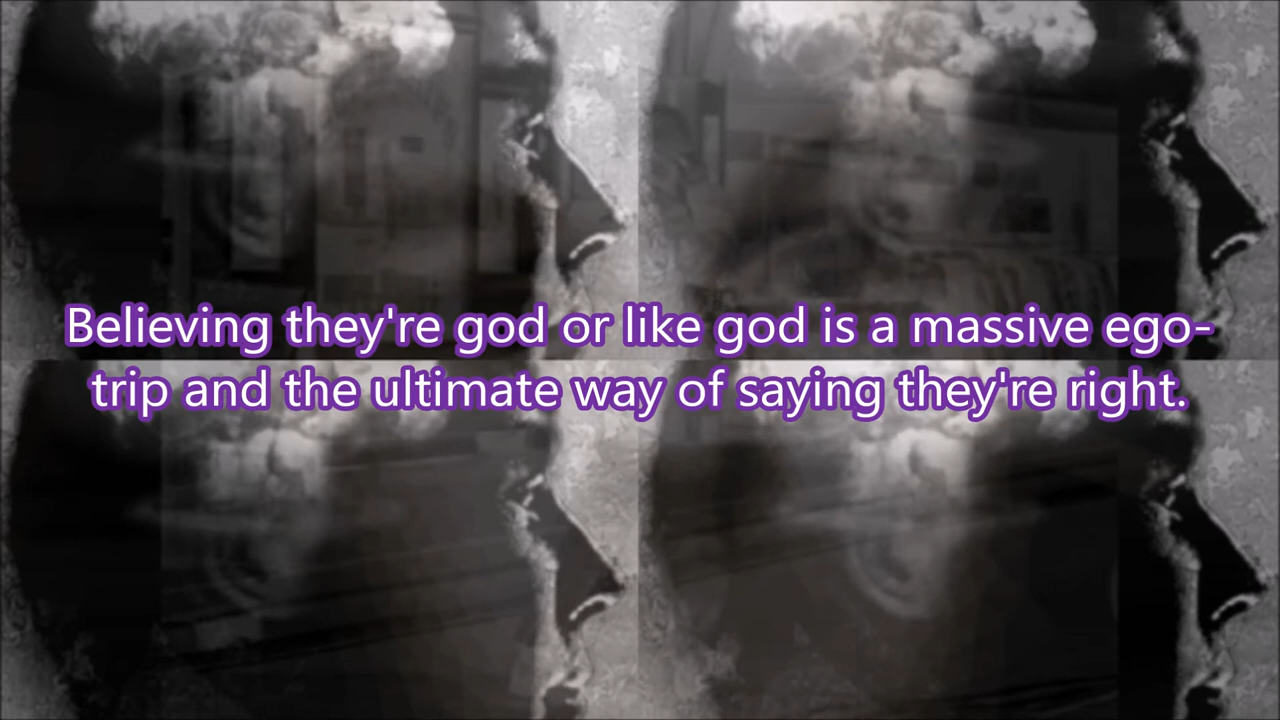 Believing they're god or like god is a massive ego-
trip and the ultimate way of saying they're right.